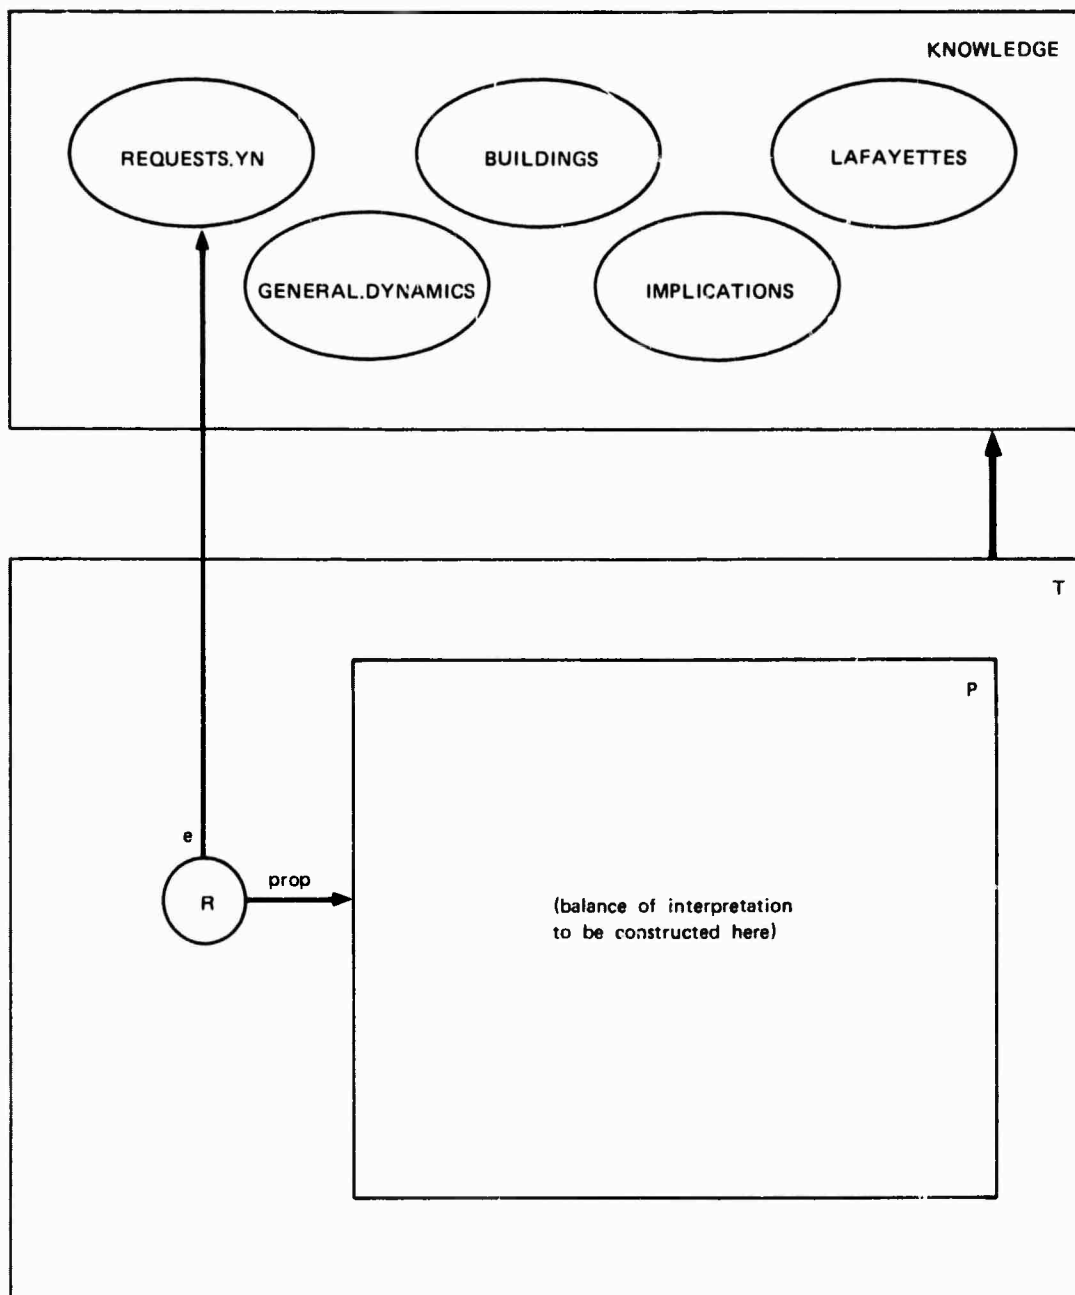 KNOWLEDGE
REQUESTS.YN
BUILDINGS
LAFAYETTES
GENERAL.DYNAMICS
IMPLICATIONS
T
P
e
prop
R
(balance of interpretation
to be constructed here)